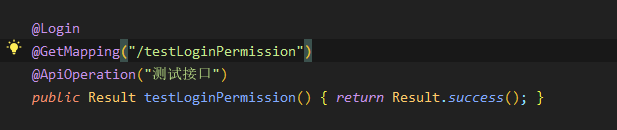 @Login
@GetMapping("/testLoginPermission")
@ApiOperation("测试接口")
public Result testLoginPermission() { return Result.success(); }